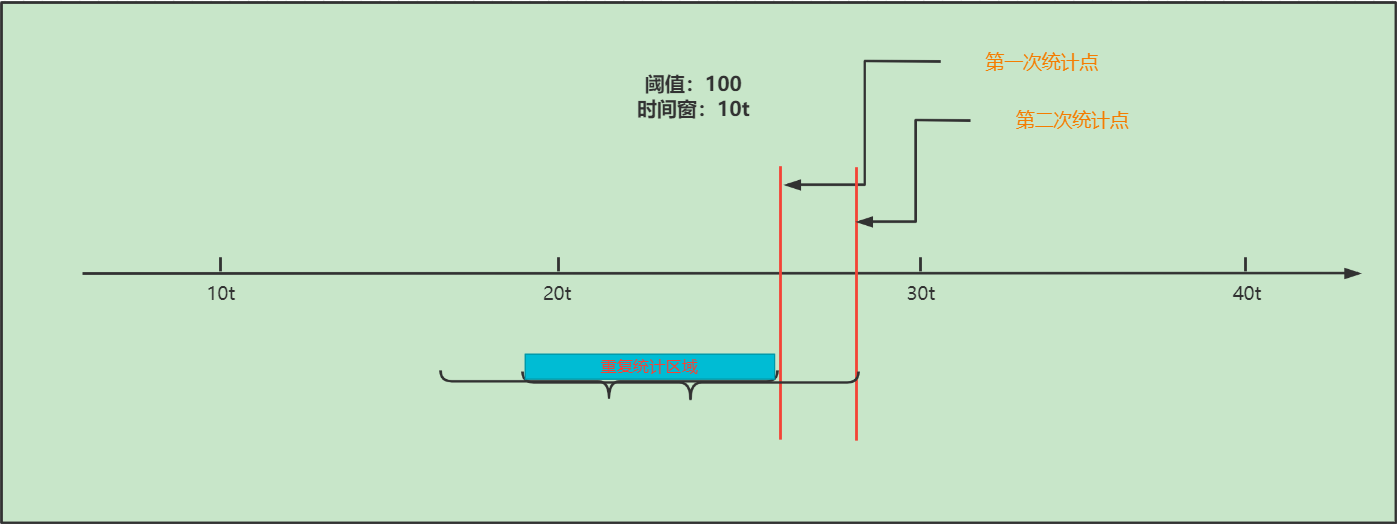 第一次统计点
阈值：100
时间窗：10t
第二次统计点
10t
20t
30t
40t
重复统计区域